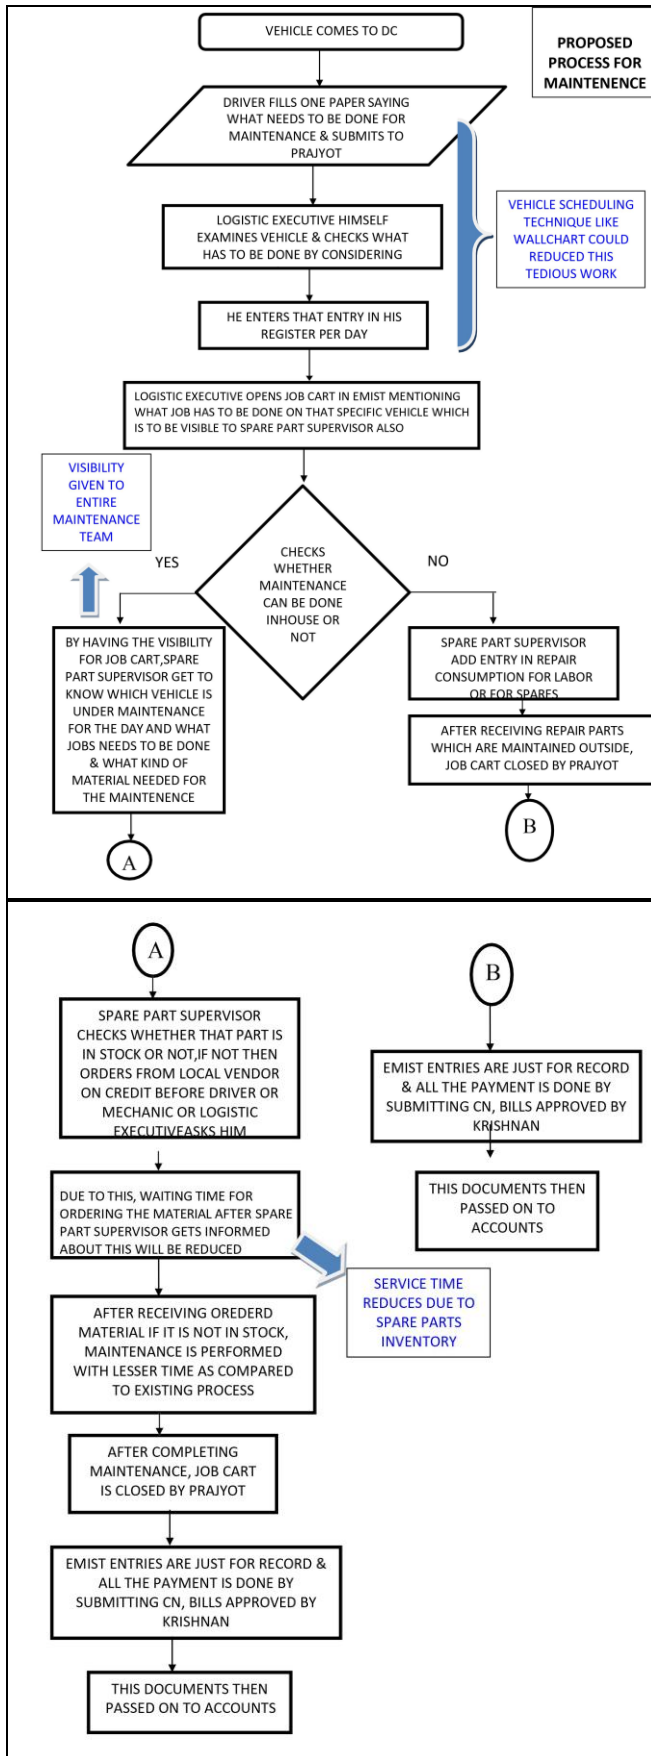 VEHICLE COMES TO DC
PROPOSED
PROCESS FOR
MAINTENENCE
DRIVER FILLS ONE PAPER SAYING
WHAT NEEDS TO BE DONE FOR
MAINTENANCE & SUBMITS TO
PRAJYOT
LOGISTIC EXECUTIVE HIMSELF
EXAMINES VEHICLE & CHECKS WHAT
HAS TO BE DONE BY CONSIDERING
VEHICLE SCHEDULING
TECHNIQUE LIKE
WALLCHART COULD
REDUCED THIS
TEDIOUS WORK
HE ENTERS THAT ENTRY IN HIS
REGISTER PER DAY
LOGISTIC EXECUTIVE OPENS JOB CART IN EMIST MENTIONING
WHAT JOB HAS TO BE DONE ON THAT SPECIFIC VEHICLE WHICH
IS TO BE VISIBLE TO SPARE PART SUPERVISOR ALSO
VISIBILITY
GIVEN TO
ENTIRE
MAINTENANCE
TEAM
YES
CHECKS
WHETHER
MAINTENANCE
CAN BE DONE
INHOUSE OR
NOT
NO
BY HAVING THE VISIBILITY
FOR JOB CART,SPARE
PART SUPERVISOR GET TO
KNOW WHICH VEHICLE IS
UNDER MAINTENANCE
FOR THE DAY AND WHAT
JOBS NEEDS TO BE DONE
& WHAT KIND OF
MATERIAL NEEDED FOR
THE MAINTENENCE
SPARE PART SUPERVISOR
ADD ENTRY IN REPAIR
CONSUMPTION FOR LABOR
OR FOR SPARES
AFTER RECEIVING REPAIR PARTS
WHICH ARE MAINTAINED OUTSIDE,
JOB CART CLOSED BY PRAJYOT
A
B
A
SPARE PART SUPERVISOR
CHECKS WHETHER THAT PART IS
IN STOCK OR NOT,IF NOT THEN
ORDERS FROM LOCAL VENDOR
ON CREDIT BEFORE DRIVER OR
MECHANIC OR LOGISTIC
EXECUTIVEASKS HIM
DUE TO THIS, WAITING TIME FOR
ORDERING THE MATERIAL AFTER SPARE
PART SUPERVISOR GETS INFORMED
ABOUT THIS WILL BE REDUCED
SERVICE TIME
REDUCES DUE TO
SPARE PARTS
INVENTORY
AFTER RECEIVING OREDERD
MATERIAL IF IT IS NOT IN STOCK,
MAINTENANCE IS PERFORMED
WITH LESSER TIME AS COMPARED
TO EXISTING PROCESS
AFTER COMPLETING
MAINTENANCE, JOB CART
IS CLOSED BY PRAJYOT
EMIST ENTRIES ARE JUST FOR RECORD &
ALL THE PAYMENT IS DONE BY
SUBMITTING CN, BILLS APPROVED BY
KRISHNAN
THIS DOCUMENTS THEN
PASSED ON TO ACCOUNTS
B
EMIST ENTRIES ARE JUST FOR RECORD
& ALL THE PAYMENT IS DONE BY
SUBMITTING CN, BILLS APPROVED BY
KRISHNAN
THIS DOCUMENTS THEN
PASSED ON TO
ACCOUNTS